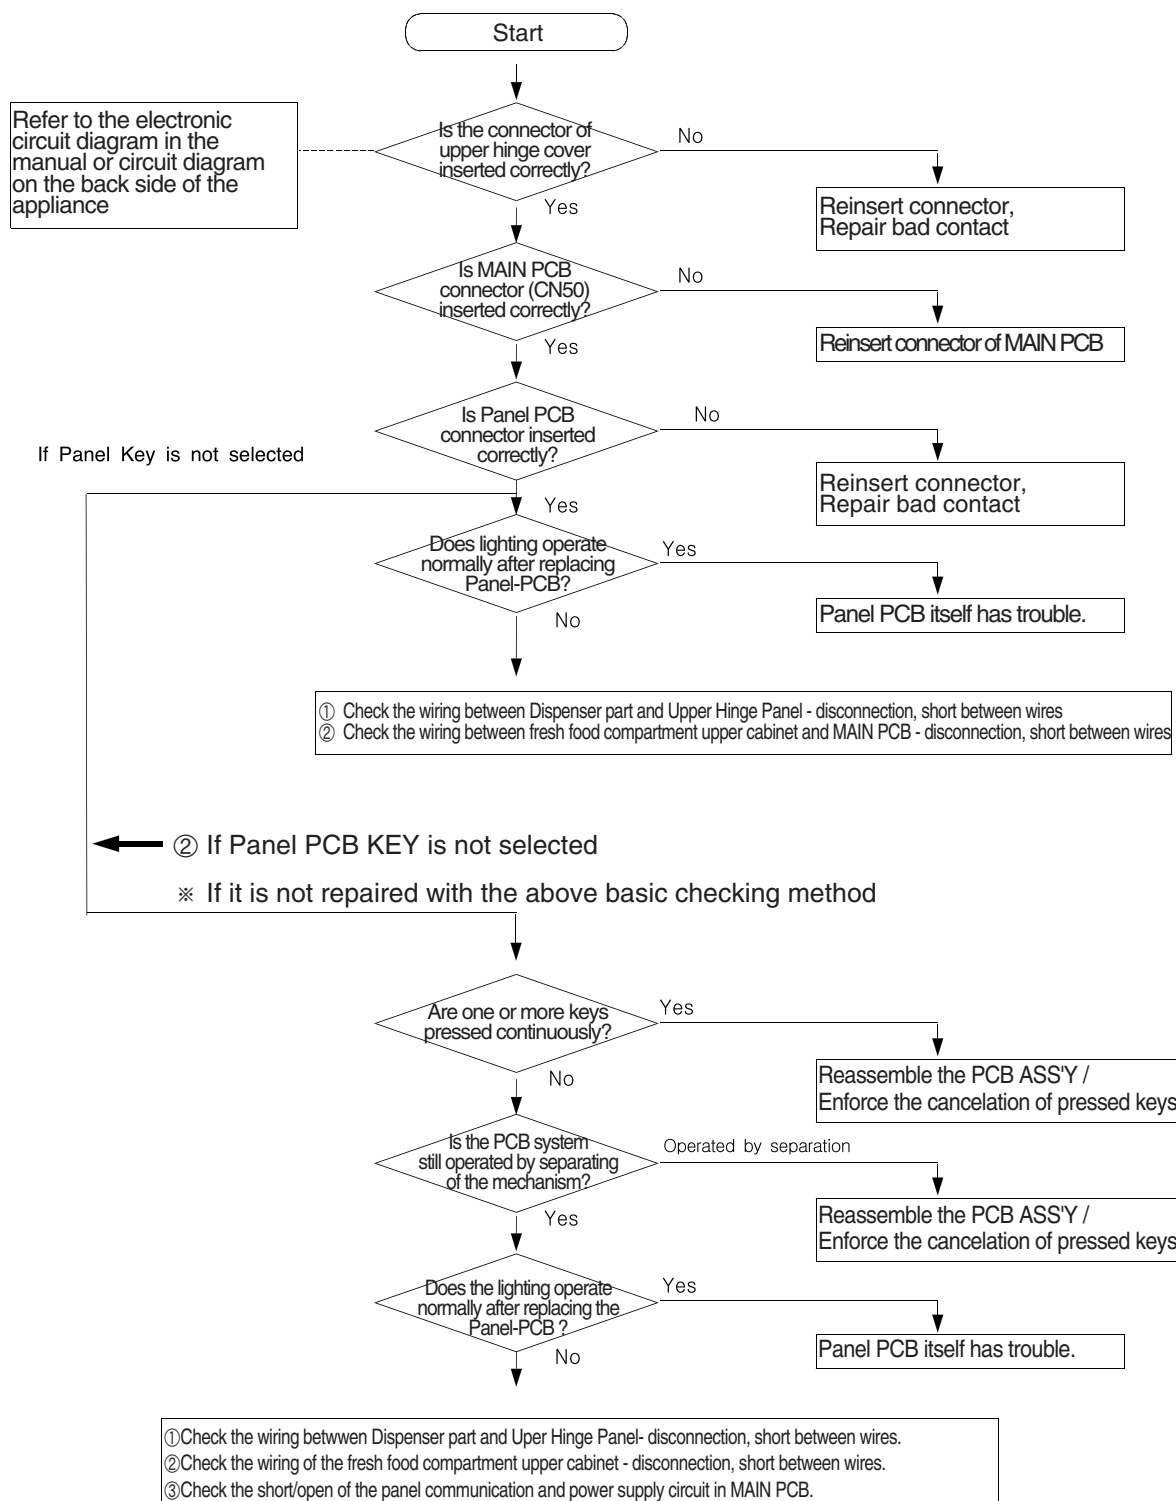 Start
Refer to the electronic
circuit diagram in the
manual or circuit diagram
on the back side of the
appliance
Is the connector of
upper hinge cover
inserted correctly?
No
Yes
Reinsert connector,
Repair bad contact
Is MAIN PCB
connector (CN50)
inserted correctly?
No
Yes
Reinsert connector of MAIN PCB
Is Panel PCB
connector inserted
correctly?
No
If Panel Key is not selected
Reinsert connector,
Repair bad contact
Yes
Does lighting operate
normally after replacing
Panel-PCB?
Yes
No
Panel PCB itself has trouble.
① Check the wiring between Dispenser part and Upper Hinge Panel - disconnection, short between wires
② Check the wiring between fresh food compartment upper cabinet and MAIN PCB - disconnection, short between wires
② If Panel PCB KEY is not selected
※ If it is not repaired with the above basic checking method
Are one or more keys
pressed continuously?
Yes
No
Reassemble the PCB ASS'Y /
Enforce the cancelation of pressed keys
Is the PCB system
still operated by separating
of the mechanism?
Operated by separation
Yes
Reassemble the PCB ASS'Y /
Enforce the cancelation of pressed keys
Does the lighting operate
normally after replacing the
Panel-PCB ?
Yes
No
Panel PCB itself has trouble.
①Check the wiring betwwen Dispenser part and Uper Hinge Panel- disconnection, short between wires.
②Check the wiring of the fresh food compartment upper cabinet - disconnection, short between wires.
③Check the short/open of the panel communication and power supply circuit in MAIN PCB.